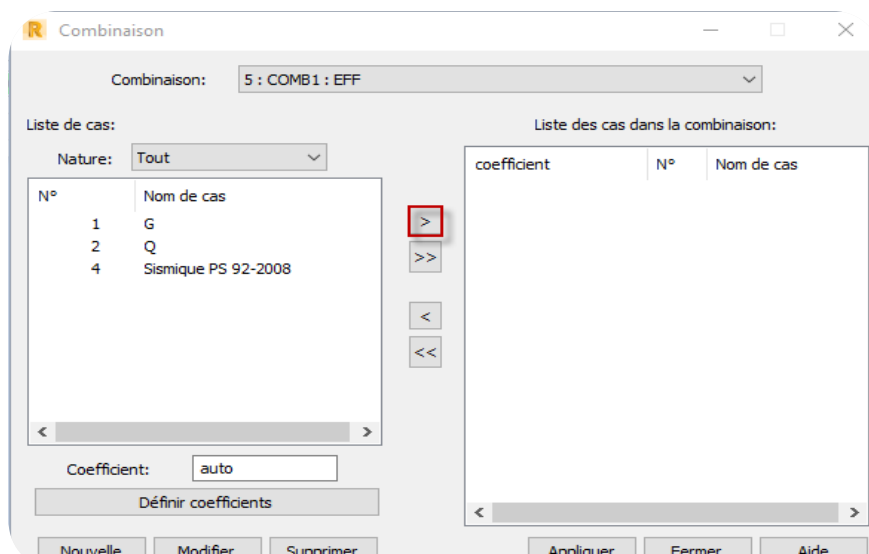 R Combinaison
Combinaison: 5 : COMB1 : EFF
Liste de cas:
Nature: Tout
N° Nom de cas
1 G
2 Q
4 Sismique PS 92-2008
Coefficient: auto
Définir coefficients
Nouvelle Modifier Supprimer
>
>>
<
<<
Liste des cas dans la combinaison:
coefficient N° Nom de cas
Appliquer Fermer Aide